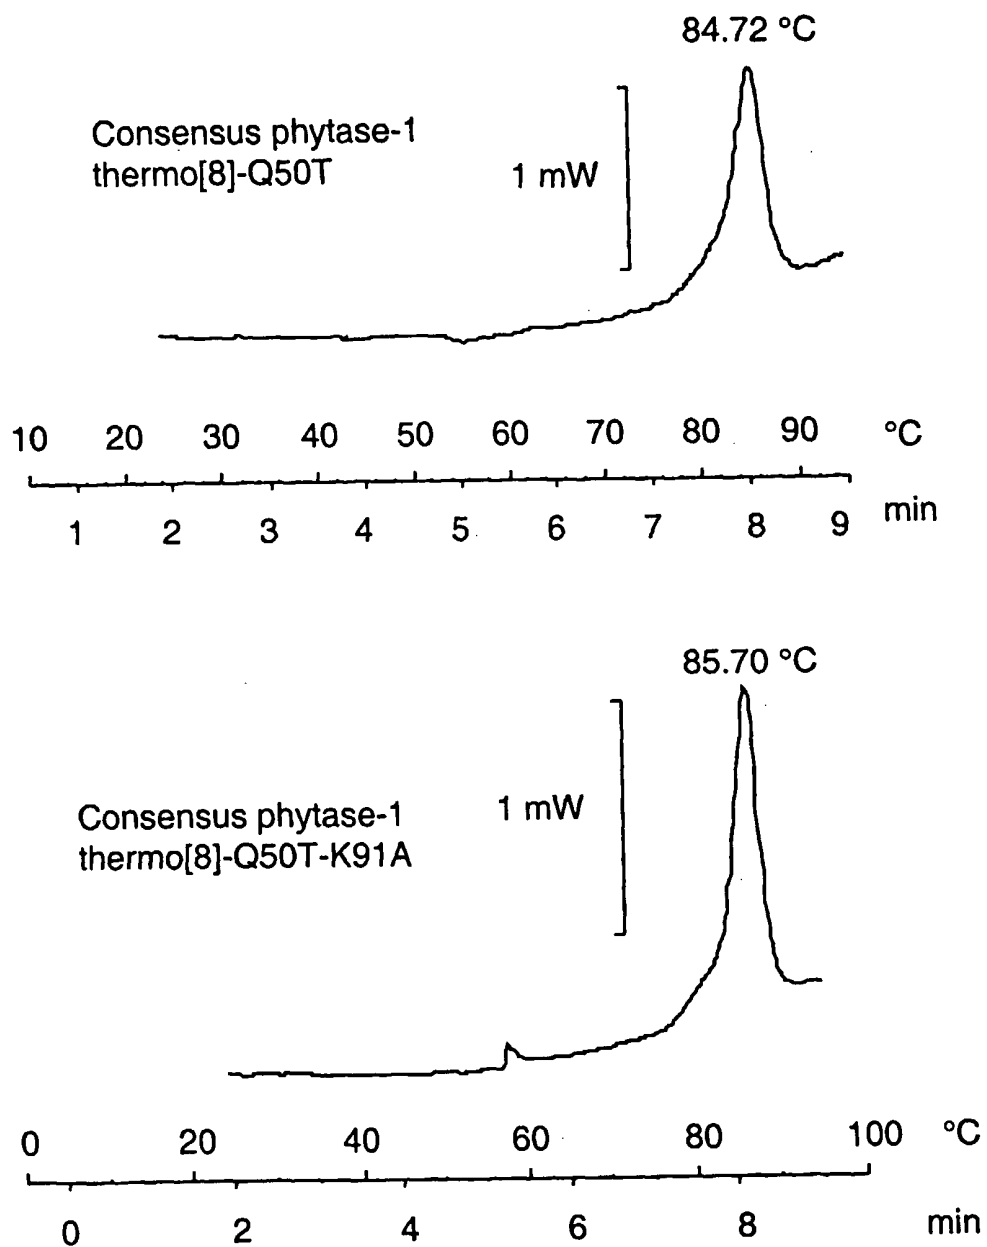 84.72 °C
Consensus phytase-1
thermo[8]-Q50T
1 mW
10 20 30 40 50 60 70 80 90 °C
1 2 3 4 5 6 7 8 9 min
85.70 °C
Consensus phytase-1
thermo[8]-Q50T-K91A
1 mW
0 20 40 60 80 100 °C
0 2 4 6 8 min